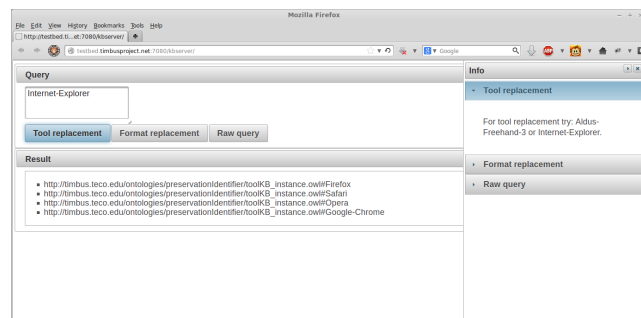 Mozilla Firefox
File Edit View History Bookmarks Tools Help
http://testbed.ti...et:7080/kbserver/
testbed.timbusproject.net:7080/kbserver/
Google
Query
Internet-Explorer
Tool replacement Format replacement Raw query
Result
http://timbus.teco.edu/ontologies/preservationIdentifier/toolKB_instance.owl#Firefox
http://timbus.teco.edu/ontologies/preservationIdentifier/toolKB_instance.owl#Safari
http://timbus.teco.edu/ontologies/preservationIdentifier/toolKB_instance.owl#Opera
http://timbus.teco.edu/ontologies/preservationIdentifier/toolKB_instance.owl#Google-Chrome
Info
Tool replacement
For tool replacement try: Aldus-
Freehand-3 or Internet-Explorer.
Format replacement
Raw query